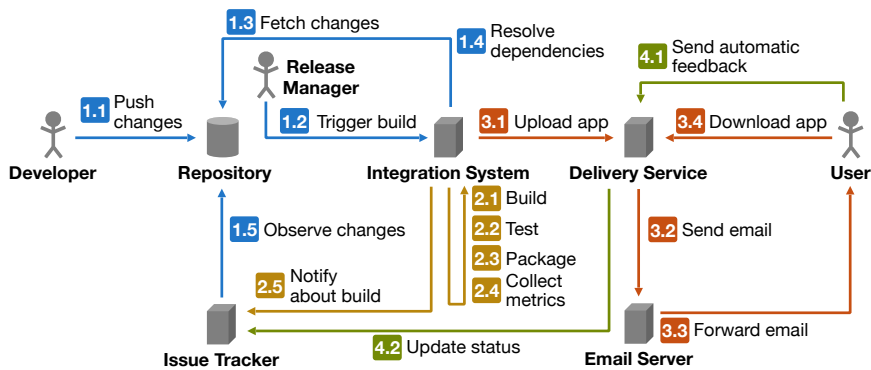 1.3 Fetch changes
1.4 Resolve
dependencies
4.1 Send automatic
feedback
Release
Manager
1.1 Push
changes
1.2 Trigger build
3.1 Upload app
3.4 Download app
Developer
Repository
Integration System
Delivery Service
User
2.1 Build
2.2 Test
2.3 Package
2.4 Collect
metrics
1.5 Observe changes
3.2 Send email
2.5 Notify
about build
4.2 Update status
3.3 Forward email
Issue Tracker
Email Server